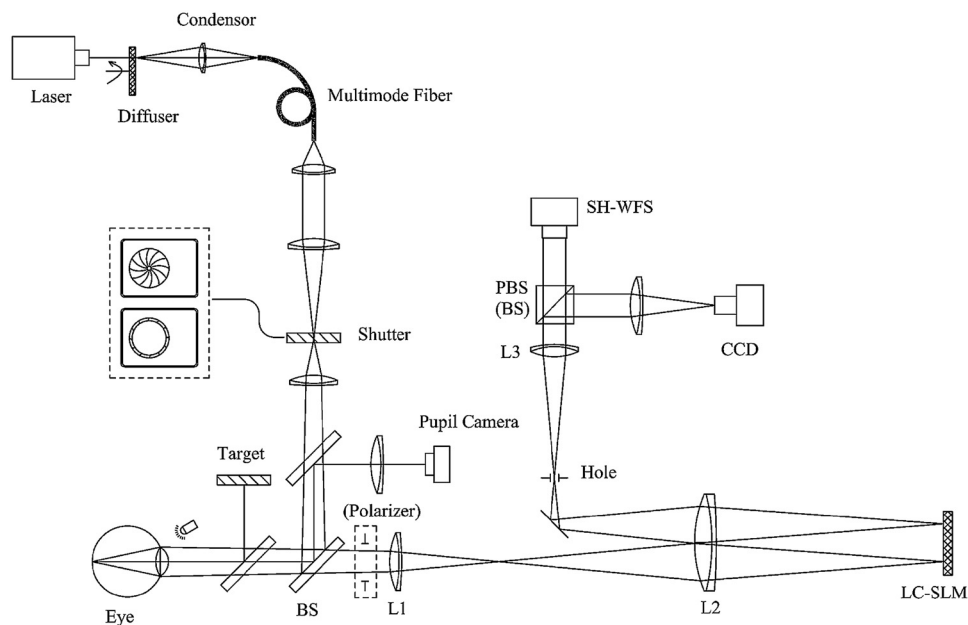 Condensor
Laser
Diffuser
Multimode Fiber
SH-WFS
PBS
(BS)
Shutter
L3
CCD
Pupil Camera
Target
Hole
(Polarizer)
Eye
BS
L1
L2
LC-SLM